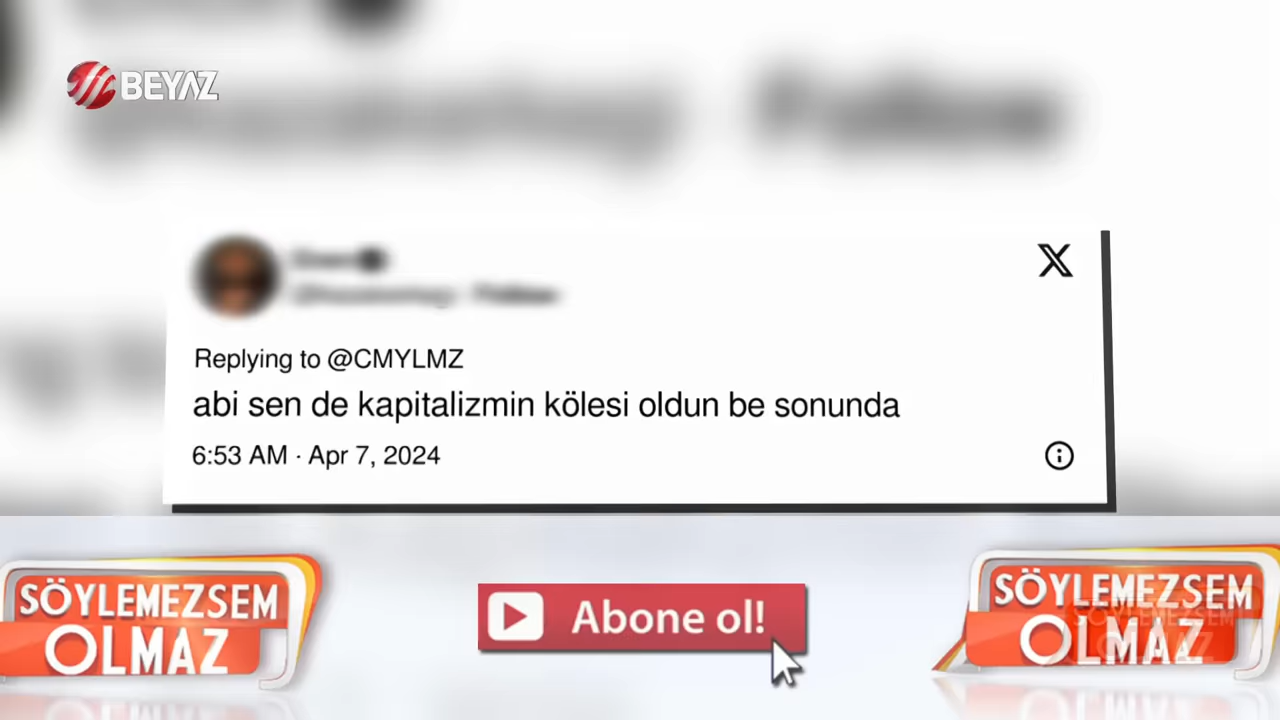 BEYAZ
X
Replying to @CMYLMZ
abi sen de kapitalizmin kölesi oldun be sonunda
6:53 AM · Apr 7, 2024
SÖYLEMEZSEM
OLMAZ
Abone ol!
SÖYLEMEZSEM
OLMAZ